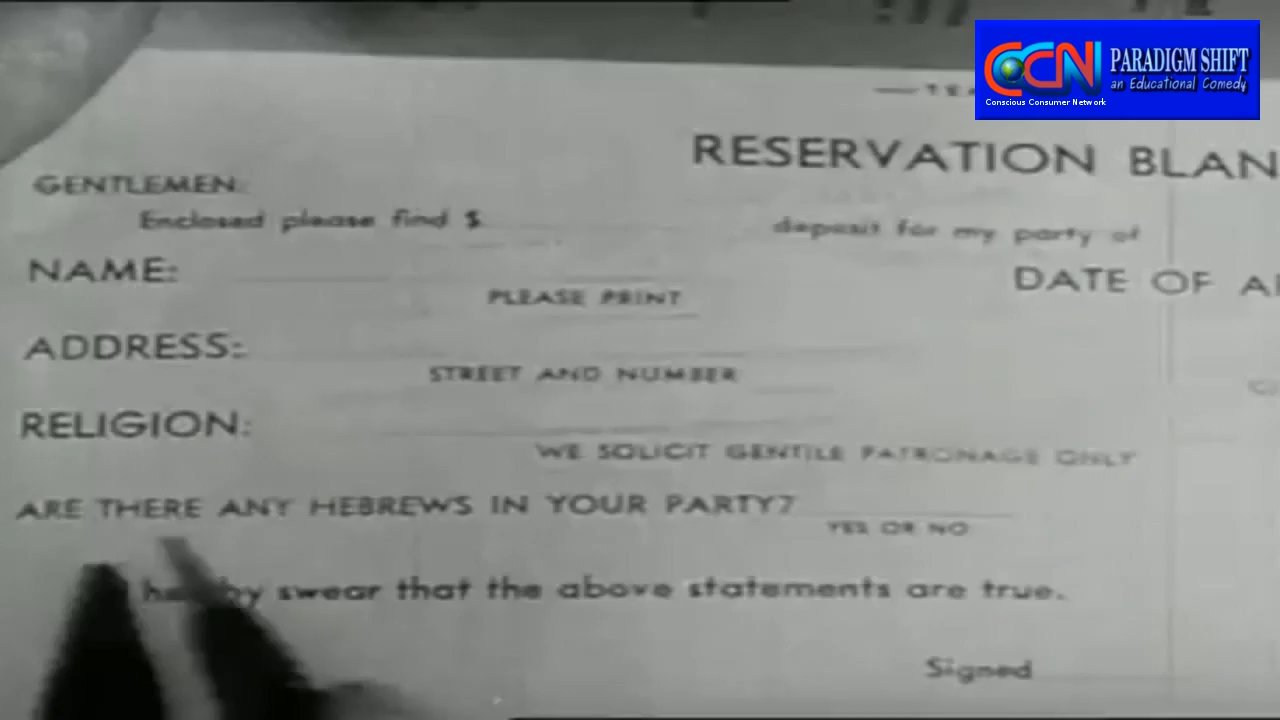 CCN PARADIGM SHIFT
an Educational Comedy
Conscious Consumer Network
RESERVATION BLAN
GENTLEMEN:
Enclosed please find $ deposit for my party of
NAME: DATE OF
PLEASE PRINT
ADDRESS:
STREET AND NUMBER
RELIGION:
WE SOLICIT GENTILE PATRONAGE ONLY
ARE THERE ANY HEBREWS IN YOUR PARTY?
YES OR NO
swear that the above statements are true.
Signed